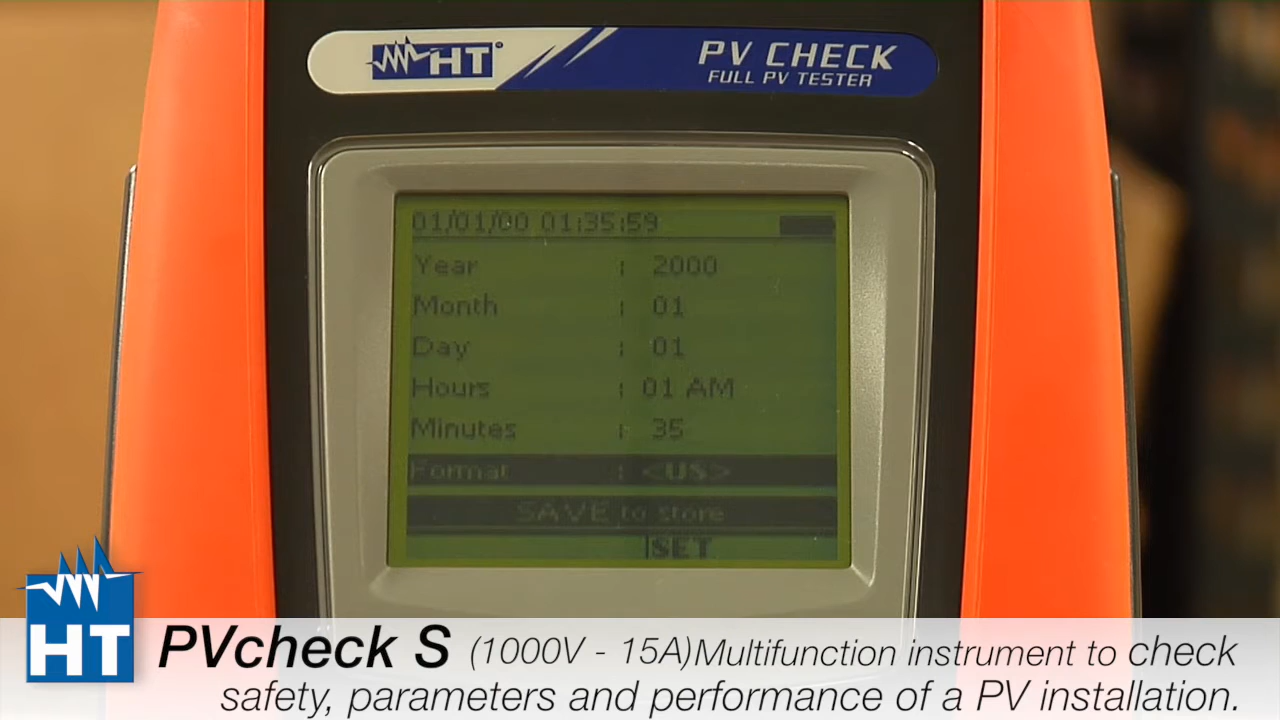 HT
PV CHECK
FULL PV TESTER
01/01/00 01:35:59
Year : 2000
Month : 01
Day : 01
Hours : 01 AM
Minutes : 35
Format : <US>
SAVE to store
SET
HT
PVcheck S (1000V - 15A)Multifunction instrument to check
safety, parameters and performance of a PV installation.